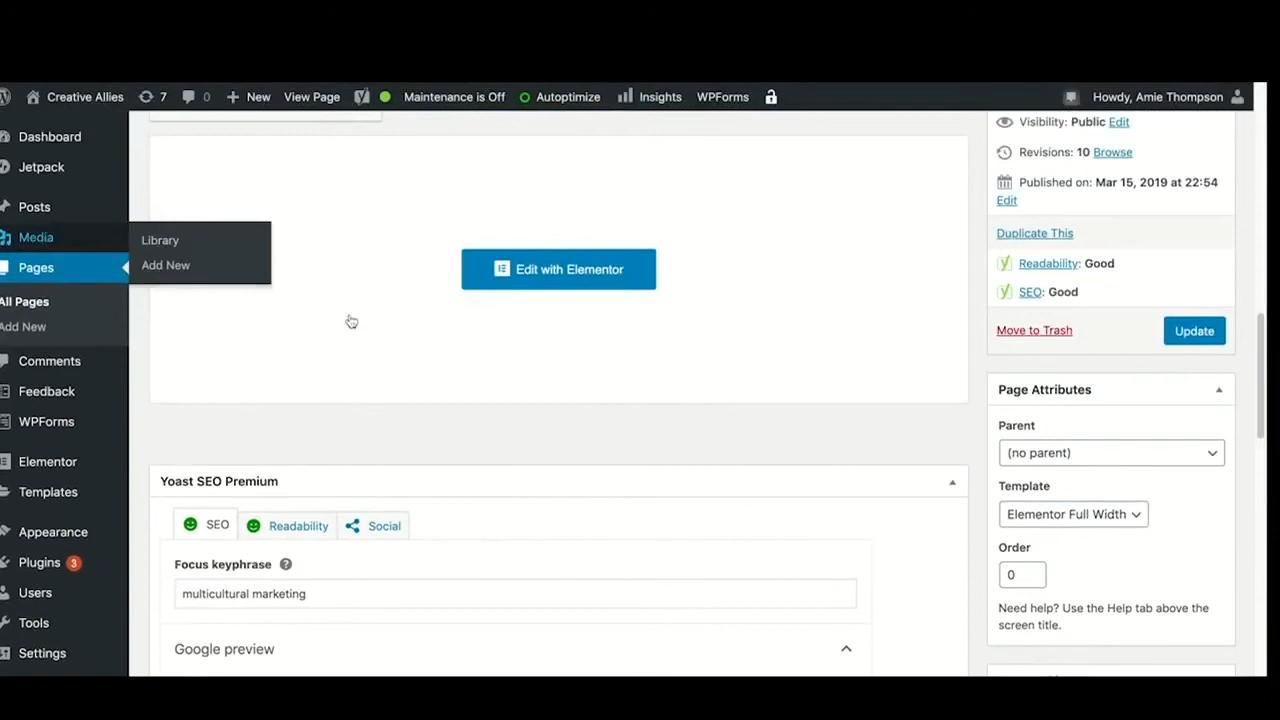 Creative Allies
7
0
New
View Page
Maintenance is Off
Autoptimize
Insights
WPForms
Howdy, Amie Thompson
Dashboard
Jetpack
Posts
Media
Library
Add New
Pages
All Pages
Add New
Comments
Feedback
WPForms
Elementor
Templates
Appearance
Plugins 3
Users
Tools
Settings
Edit with Elementor
Yoast SEO Premium
SEO
Readability
Social
Focus keyphrase
multicultural marketing
Google preview
Visibility: Public Edit
Revisions: 10 Browse
Published on: Mar 15, 2019 at 22:54
Edit
Duplicate This
Readability: Good
SEO: Good
Move to Trash
Update
Page Attributes
Parent
(no parent)
Template
Elementor Full Width
Order
0
Need help? Use the Help tab above the
screen title.